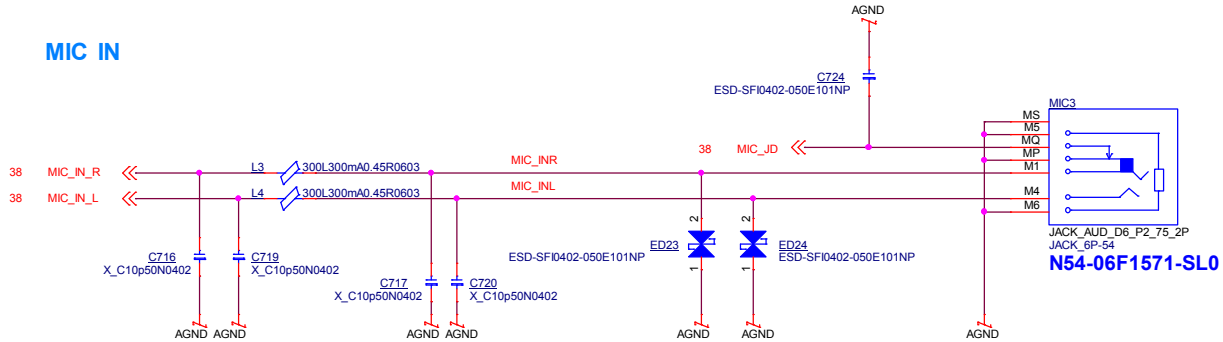 AGND
MIC IN
C724
ESD-SFI0402-050E101NP
MIC3
MS
M5
MQ
MP
M1
M4
M6
38 MIC_JD
MIC_INR
38 MIC_IN_R
L3 300L300mA0.45R0603
MIC_INL
38 MIC_IN_L
L4 300L300mA0.45R0603
2
2
1
1
JACK_AUD_D6_P2_75_2P
JACK_6P-54
N54-06F1571-SL0
C716
X_C10p50N0402
C719
X_C10p50N0402
ED23
ESD-SFI0402-050E101NP
ED24
ESD-SFI0402-050E101NP
C717
X_C10p50N0402
C720
X_C10p50N0402
AGND AGND AGND AGND AGND AGND AGND